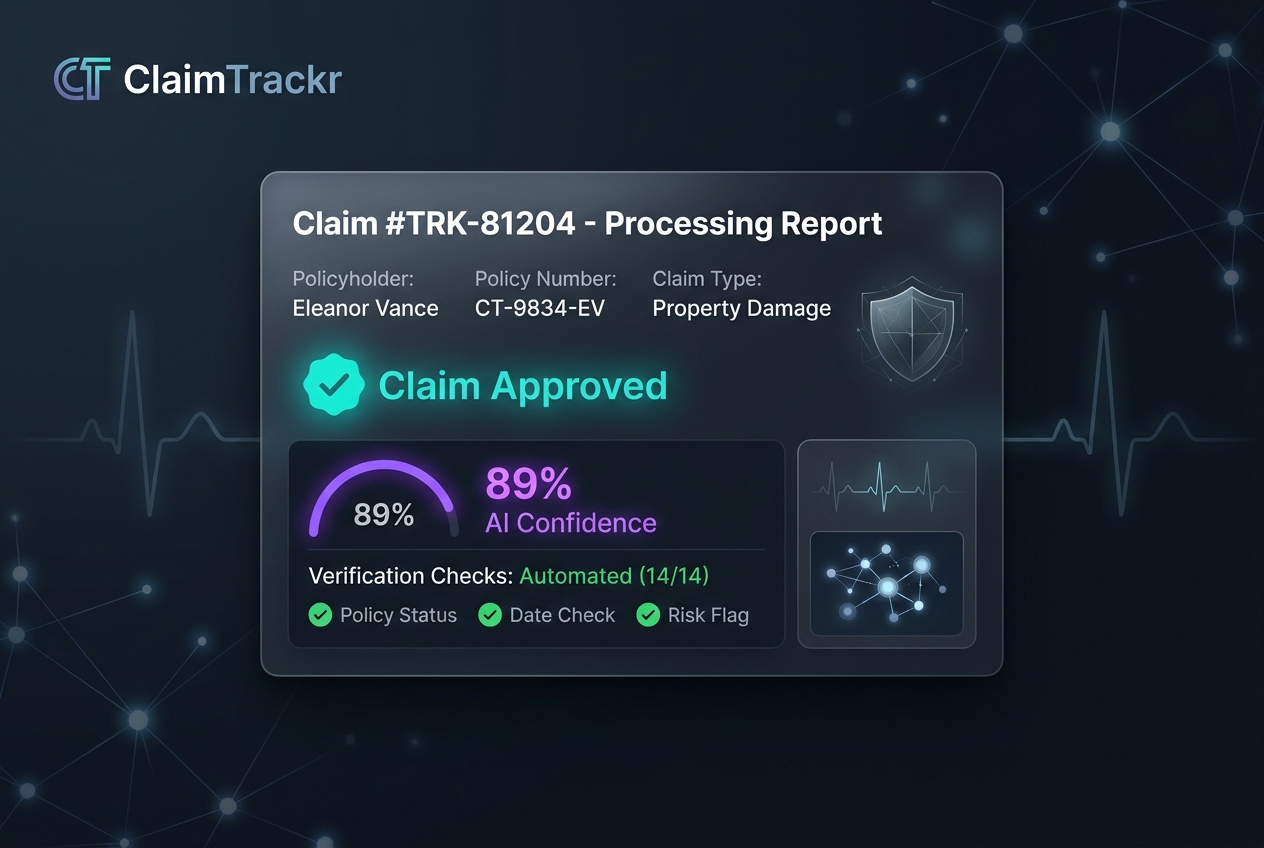 CT ClaimTrackr
Claim #TRK-81204 - Processing Report
Policyholder: Policy Number: Claim Type:
Eleanor Vance CT-9834-EV Property Damage
Claim Approved
89%
89%
AI Confidence
Verification Checks: Automated (14/14)
Policy Status Date Check Risk Flag